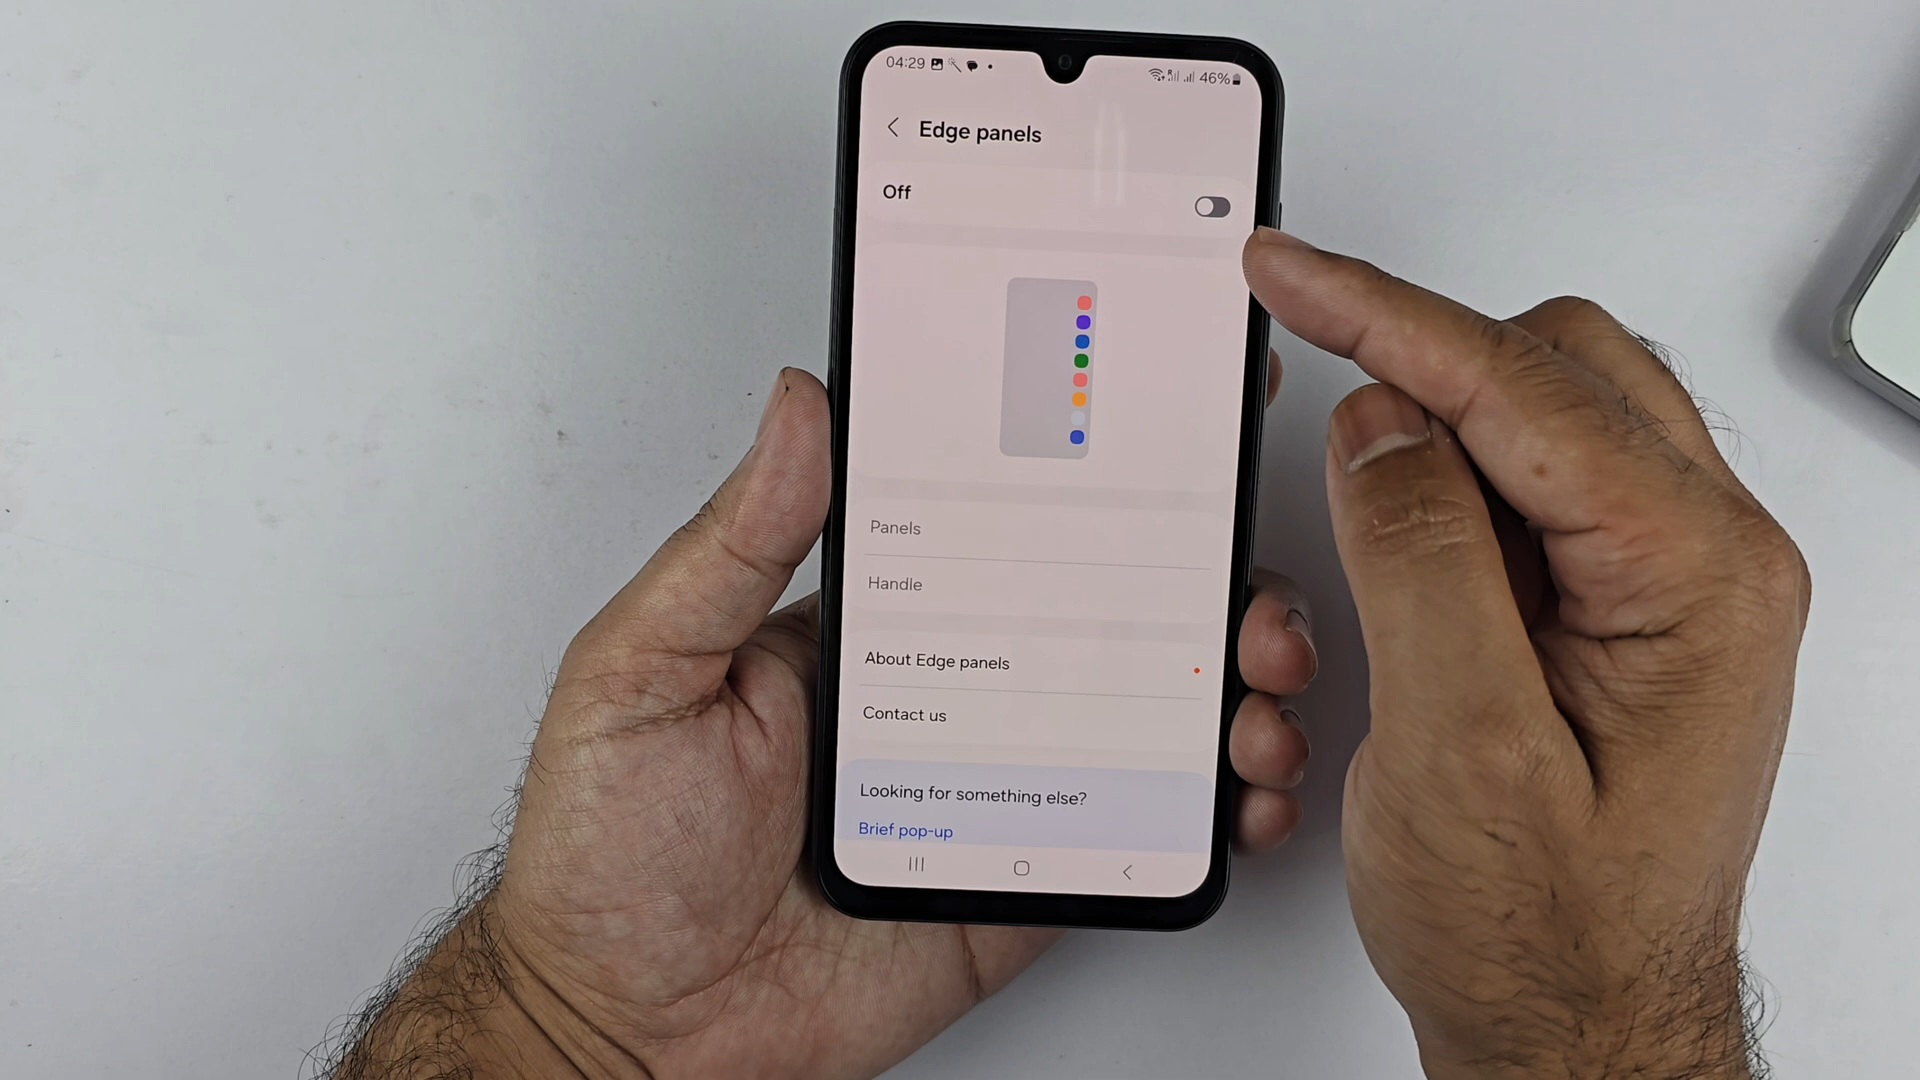 04:29
46%
Edge panels
Off
Panels
Handle
About Edge panels
Contact us
Looking for something else?
Brief pop-up